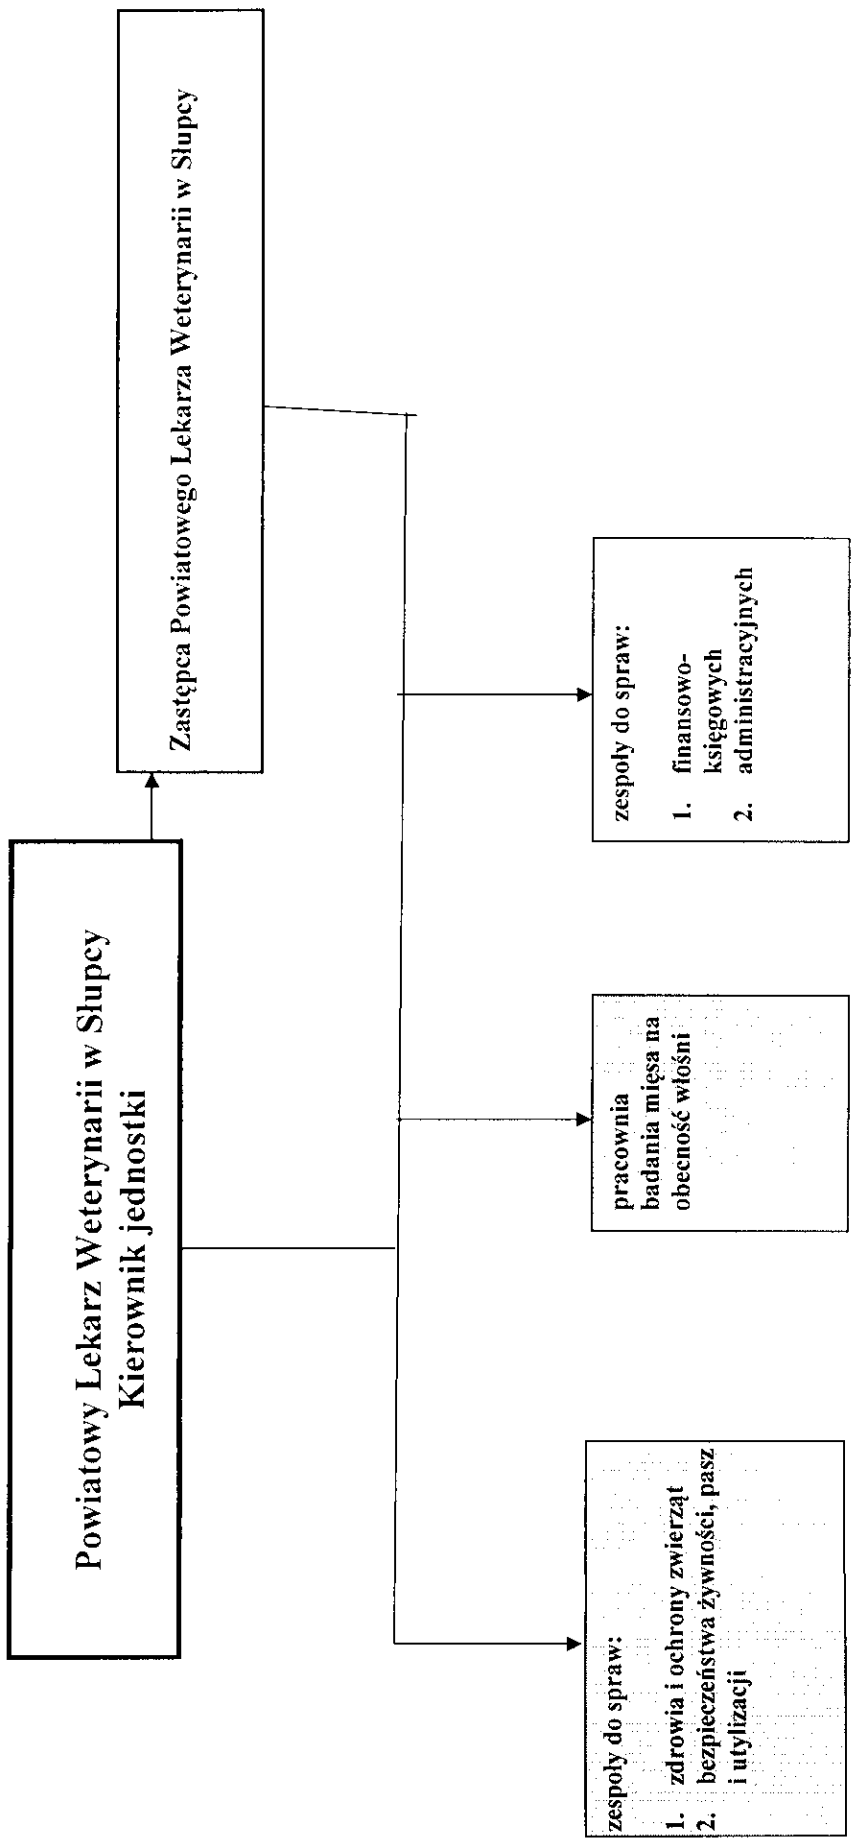 Powiatowy Lekarz Weterynarii w Słupcy
Kierownik jednostki
Zastępca Powiatowego Lekarza Weterynarii w Słupcy
zespoły do spraw:
1. zdrowia i ochrony zwierząt
2. bezpieczeństwa żywności, pasz
i utylizacji
pracownia
badania mięsa na
obecność włośni
zespoły do spraw:
1. finansowo-
księgowych
2. administracyjnych